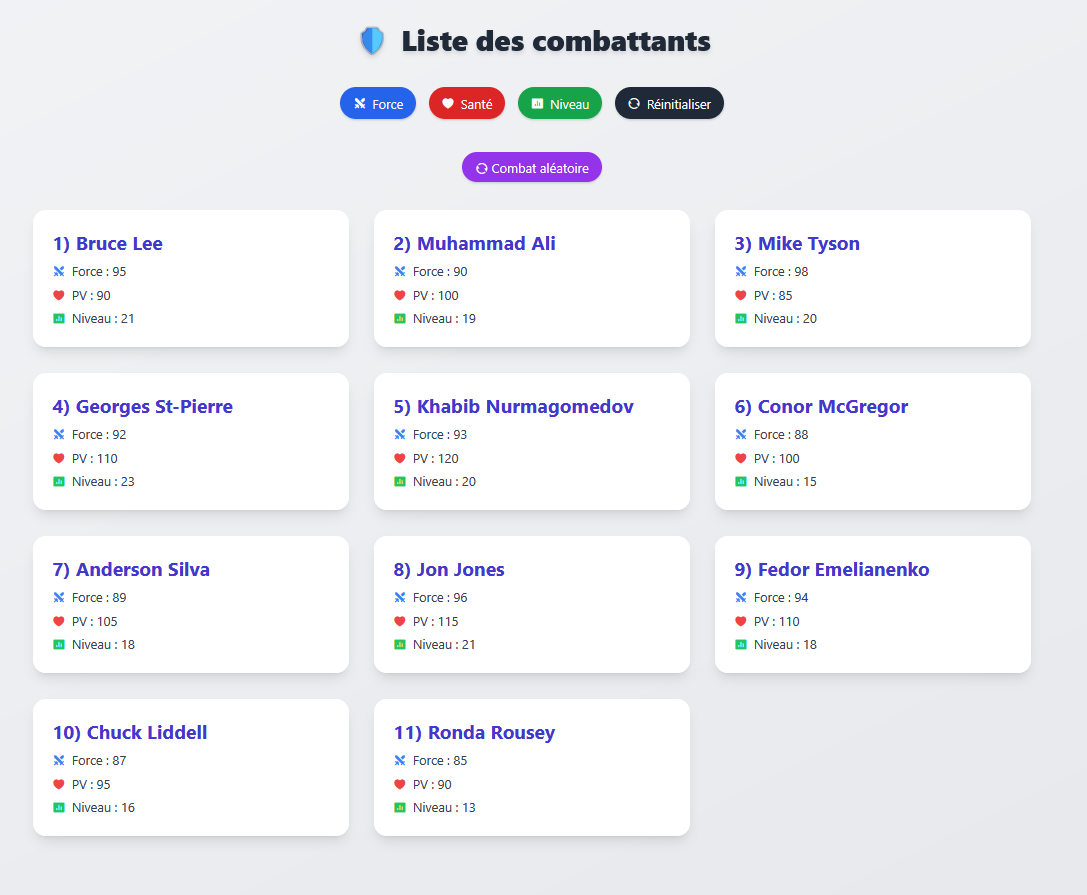 Liste des combattants
Force
Santé
Niveau
Réinitialiser
Combat aléatoire
1) Bruce Lee
Force : 95
PV : 90
Niveau : 21
2) Muhammad Ali
Force : 90
PV : 100
Niveau : 19
3) Mike Tyson
Force : 98
PV : 85
Niveau : 20
4) Georges St-Pierre
Force : 92
PV : 110
Niveau : 23
5) Khabib Nurmagomedov
Force : 93
PV : 120
Niveau : 20
6) Conor McGregor
Force : 88
PV : 100
Niveau : 15
7) Anderson Silva
Force : 89
PV : 105
Niveau : 18
8) Jon Jones
Force : 96
PV : 115
Niveau : 21
9) Fedor Emelianenko
Force : 94
PV : 110
Niveau : 18
10) Chuck Liddell
Force : 87
PV : 95
Niveau : 16
11) Ronda Rousey
Force : 85
PV : 90
Niveau : 13